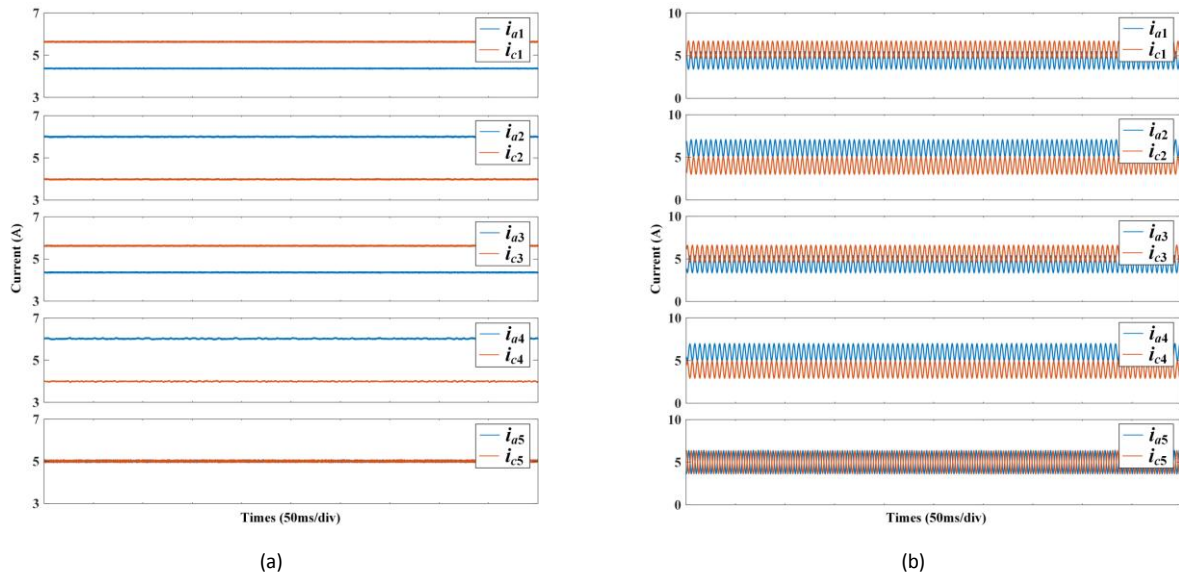 7
5
3
i_a1
i_c1
7
5
3
i_a2
i_c2
7
5
3
i_a3
i_c3
7
5
3
i_a4
i_c4
7
5
3
i_a5
i_c5
Current (A)
Times (50ms/div)
(a)
10
5
0
i_a1
i_c1
10
5
0
i_a2
i_c2
10
5
0
i_a3
i_c3
10
5
0
i_a4
i_c4
10
5
0
i_a5
i_c5
Current (A)
Times (50ms/div)
(b)